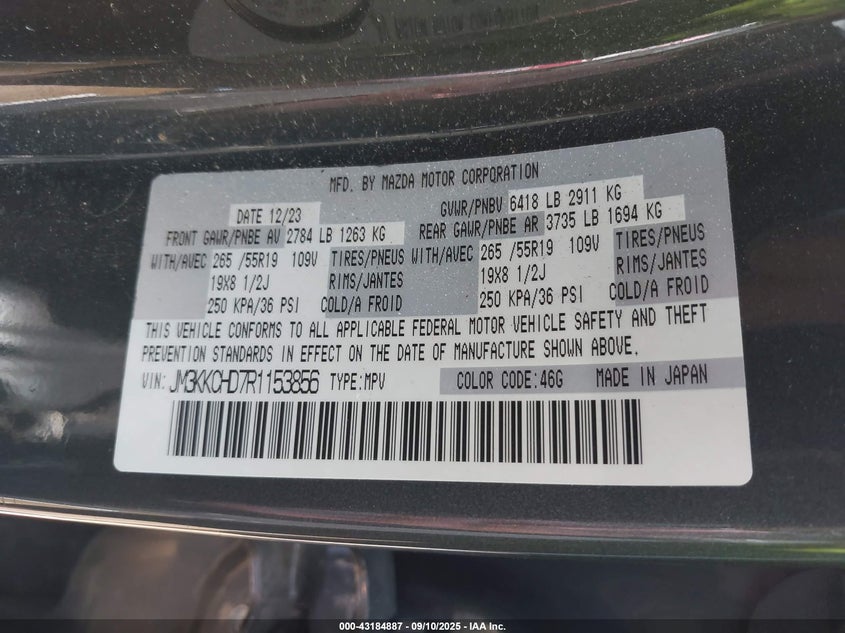 MFD. BY MAZDA MOTOR CORPORATION
DATE 12/23 GVWR/PNBV 6418 LB 2911 KG
FRONT GAWR/PNBE AV 2784 LB 1263 KG REAR GAWR/PNBE AR 3735 LB 1694 KG
WITH/AVEC 265 /55R19 109V TIRES/PNEUS WITH/AVEC 265 /55R19 109V TIRES/PNEUS
19X8 1/2J RIMS/JANTES 19X8 1/2J RIMS/JANTES
250 KPA/36 PSI COLD/A FROID 250 KPA/36 PSI COLD/A FROID
THIS VEHICLE CONFORMS TO ALL APPLICABLE FEDERAL MOTOR VEHICLE SAFETY AND THEFT
PREVENTION STANDARDS IN EFFECT ON THE DATE OF MANUFACTURE SHOWN ABOVE.
VIN: JM3KKCHD7R1153856 TYPE:MPV COLOR CODE:46G MADE IN JAPAN
000-43184887 - 09/10/2025 - IAA Inc.